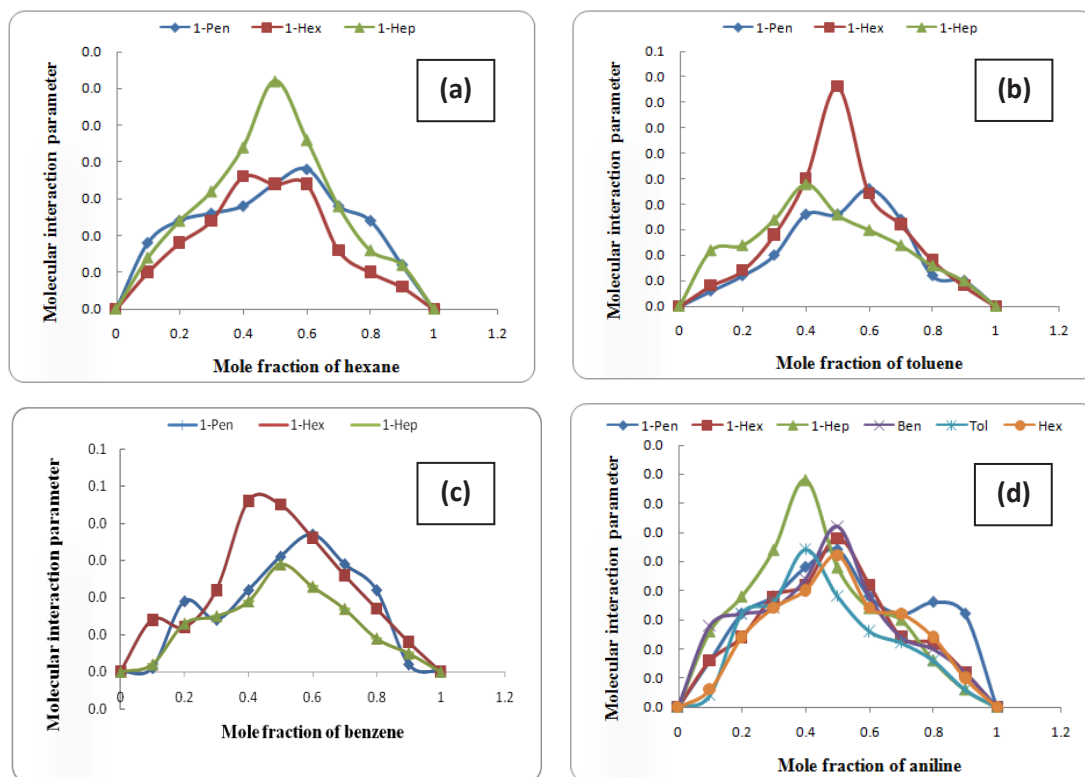 1-Pen 1-Hex 1-Hep
(a)
Molecular interaction parameter
0.0
0.0
0.0
0.0
0.0
0.0
0.0
0.0
0 0.2 0.4 0.6 0.8 1 1.2
Mole fraction of hexane
1-Pen 1-Hex 1-Hep
(b)
Molecular interaction parameter
0.1
0.0
0.0
0.0
0.0
0.0
0.0
0.0
0.0
0.0
0.0
0 0.2 0.4 0.6 0.8 1 1.2
Mole fraction of toluene
1-Pen 1-Hex 1-Hep
(c)
Molecular interaction parameter
0.1
0.1
0.0
0.0
0.0
0.0
0.0
0.0
0 0.2 0.4 0.6 0.8 1 1.2
Mole fraction of benzene
1-Pen 1-Hex 1-Hep Ben Tol Hex
(d)
Molecular interaction parameter
0.0
0.0
0.0
0.0
0.0
0.0
0.0
0.0
0.0
0.0
0 0.2 0.4 0.6 0.8 1 1.2
Mole fraction of aniline